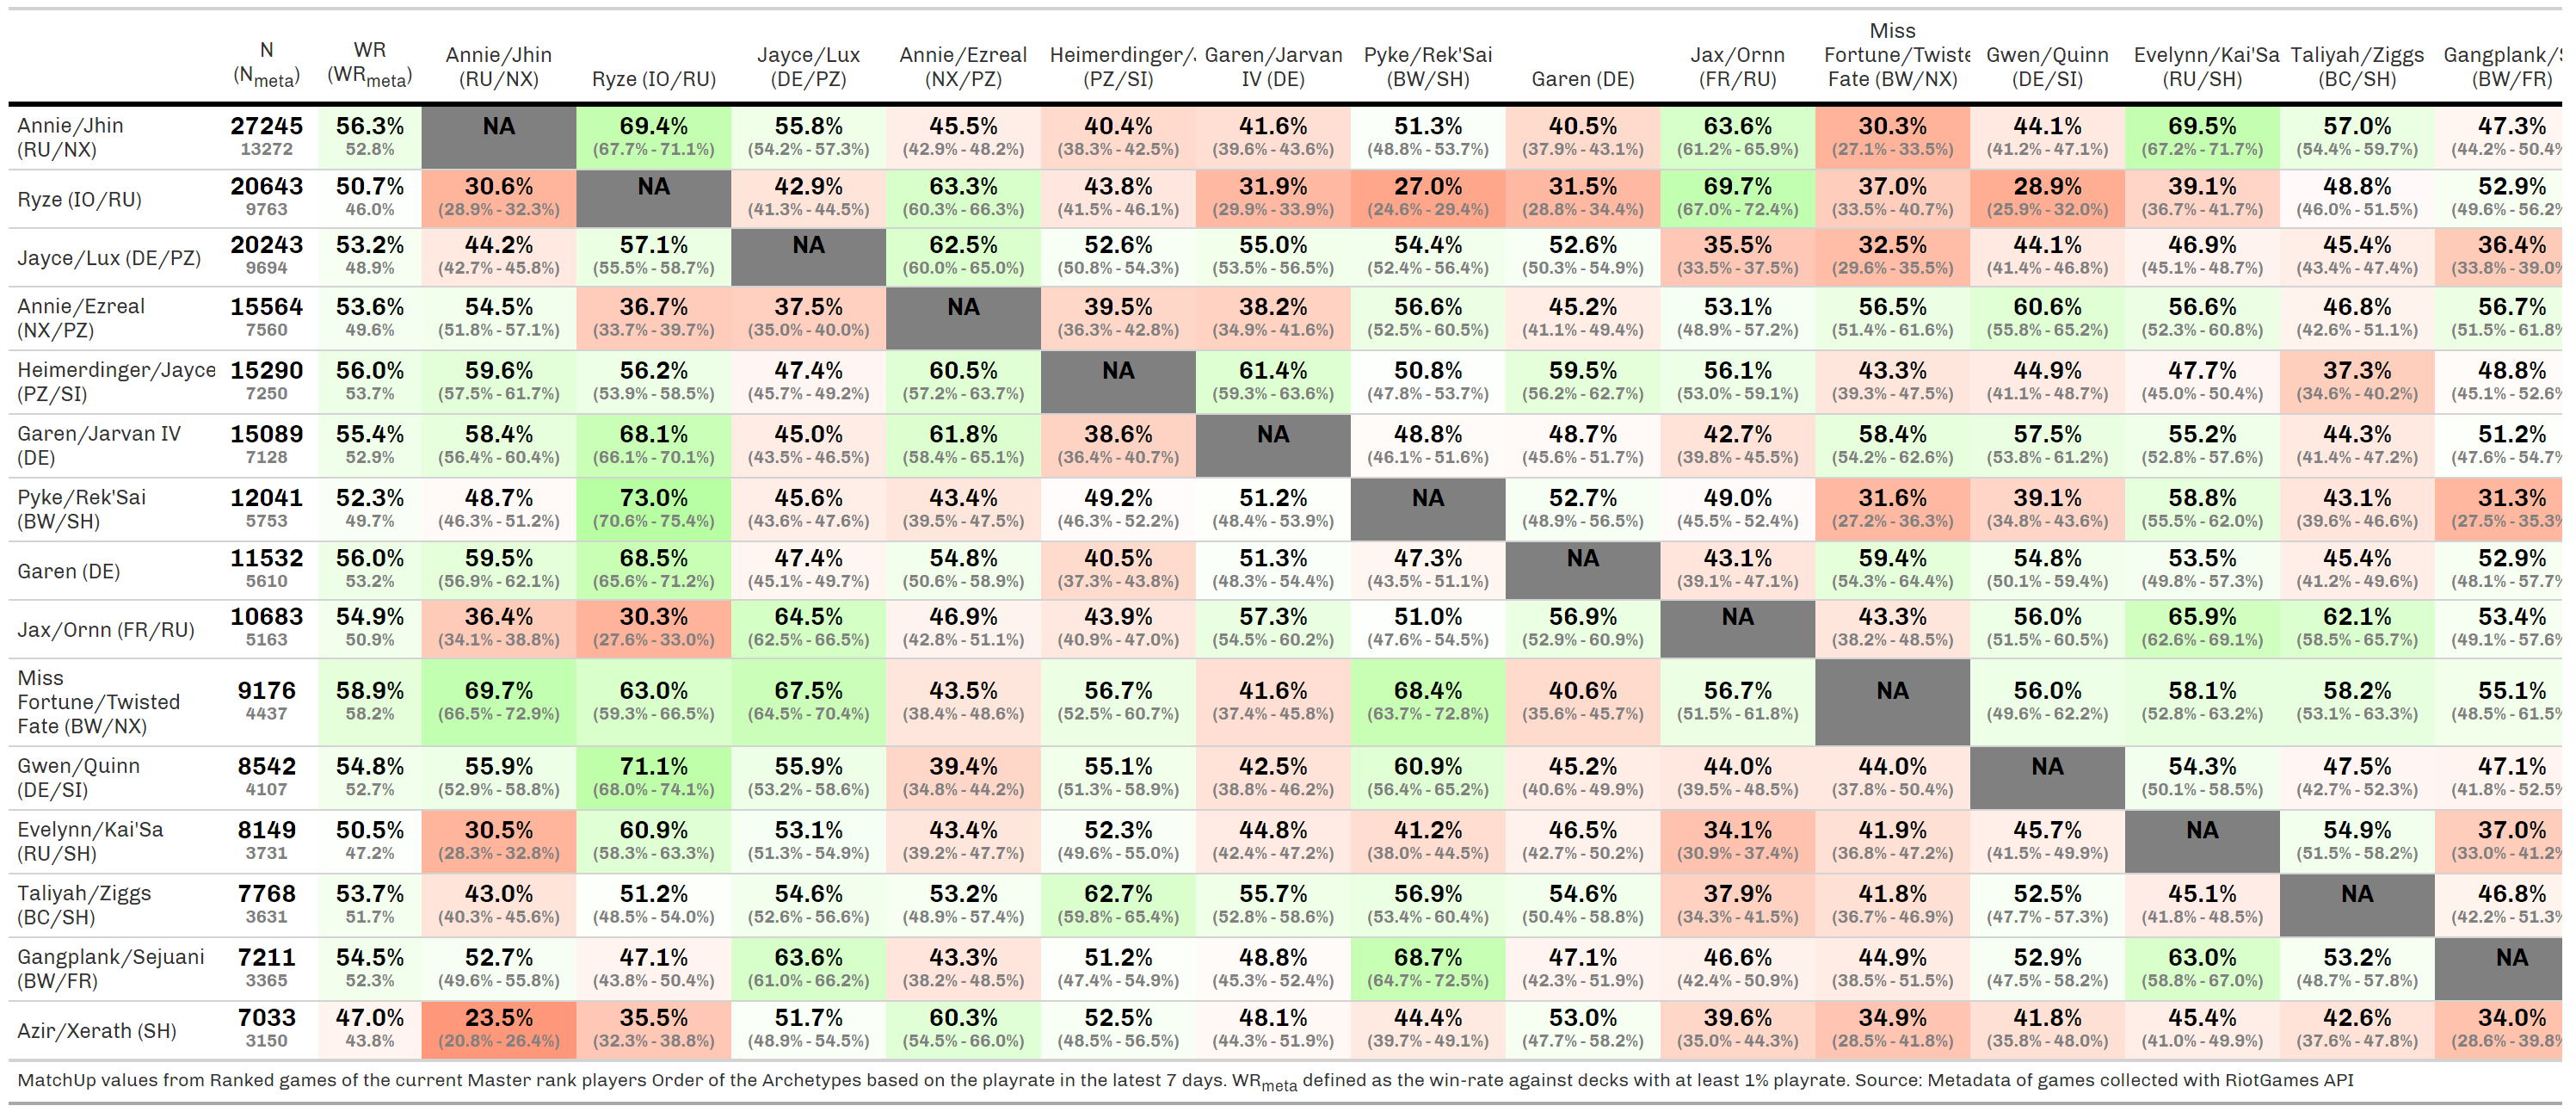 N (N_meta) WR (WR_meta) Annie/Jhin (RU/NX) Ryze (IO/RU) Jayce/Lux (DE/PZ) Annie/Ezreal (NX/PZ) Heimerdinger/ (PZ/SI) Garen/Jarvan IV (DE) Pyke/Rek'Sai (BW/SH) Garen (DE) Jax/Ornn (FR/RU) Miss Fortune/Twiste Fate (BW/NX) Gwen/Quinn (DE/SI) Evelynn/Kai'Sa (RU/SH) Taliyah/Ziggs (BC/SH) Gangplank/S (BW/FR)
Annie/Jhin (RU/NX) 27245 56.3% NA 69.4% 55.8% 45.5% 40.4% 41.6% 51.3% 40.5% 63.6% 30.3% 44.1% 69.5% 57.0% 47.3%
13272 52.8% (67.7% - 71.1%) (54.2% - 57.3%) (42.9% - 48.2%) (38.3% - 42.5%) (39.6% - 43.6%) (48.8% - 53.7%) (37.9% - 43.1%) (61.2% - 65.9%) (27.1% - 33.5%) (41.2% - 47.1%) (67.2% - 71.7%) (54.4% - 59.7%) (44.2% - 50.4%
Ryze (IO/RU) 20643 50.7% 30.6% NA 42.9% 63.3% 43.8% 31.9% 27.0% 31.5% 69.7% 37.0% 28.9% 39.1% 48.8% 52.9%
9763 46.0% (28.9% - 32.3%) (41.3% - 44.5%) (60.3% - 66.3%) (41.5% - 46.1%) (29.9% - 33.9%) (24.6% - 29.4%) (28.8% - 34.4%) (67.0% - 72.4%) (33.5% - 40.7%) (25.9% - 32.0%) (36.7% - 41.7%) (46.0% - 51.5%) (49.6% - 56.2%
Jayce/Lux (DE/PZ) 20243 53.2% 44.2% 57.1% NA 62.5% 52.6% 55.0% 54.4% 52.6% 35.5% 32.5% 44.1% 46.9% 45.4% 36.4%
9694 48.9% (42.7% - 45.8%) (55.5% - 58.7%) (60.0% - 65.0%) (50.8% - 54.3%) (53.5% - 56.5%) (52.4% - 56.4%) (50.3% - 54.9%) (33.5% - 37.5%) (29.6% - 35.5%) (41.4% - 46.8%) (45.1% - 48.7%) (43.4% - 47.4%) (33.8% - 39.0%
Annie/Ezreal (NX/PZ) 15564 53.6% 54.5% 36.7% 37.5% NA 39.5% 38.2% 56.6% 45.2% 53.1% 56.5% 60.6% 56.6% 46.8% 56.7%
7560 49.6% (51.8% - 57.1%) (33.7% - 39.7%) (35.0% - 40.0%) (36.3% - 42.8%) (34.9% - 41.6%) (52.5% - 60.5%) (41.1% - 49.4%) (48.9% - 57.2%) (51.4% - 61.6%) (55.8% - 65.2%) (52.3% - 60.8%) (42.6% - 51.1%) (51.5% - 61.8%
Heimerdinger/Jayce (PZ/SI) 15290 56.0% 59.6% 56.2% 47.4% 60.5% NA 61.4% 50.8% 59.5% 56.1% 43.3% 44.9% 47.7% 37.3% 48.8%
7250 53.7% (57.5% - 61.7%) (53.9% - 58.5%) (45.7% - 49.2%) (57.2% - 63.7%) (59.3% - 63.6%) (47.8% - 53.7%) (56.2% - 62.7%) (53.0% - 59.1%) (39.3% - 47.5%) (41.1% - 48.7%) (45.0% - 50.4%) (34.6% - 40.2%) (45.1% - 52.6%
Garen/Jarvan IV (DE) 15089 55.4% 58.4% 68.1% 45.0% 61.8% 38.6% NA 48.8% 48.7% 42.7% 58.4% 57.5% 55.2% 44.3% 51.2%
7128 52.9% (56.4% - 60.4%) (66.1% - 70.1%) (43.5% - 46.5%) (58.4% - 65.1%) (36.4% - 40.7%) (46.1% - 51.6%) (45.6% - 51.7%) (39.8% - 45.5%) (54.2% - 62.6%) (53.8% - 61.2%) (52.8% - 57.6%) (41.4% - 47.2%) (47.6% - 54.7%
Pyke/Rek'Sai (BW/SH) 12041 52.3% 48.7% 73.0% 45.6% 43.4% 49.2% 51.2% NA 52.7% 49.0% 31.6% 39.1% 58.8% 43.1% 31.3%
5753 49.7% (46.3% - 51.2%) (70.6% - 75.4%) (43.6% - 47.6%) (39.5% - 47.5%) (46.3% - 52.2%) (48.4% - 53.9%) (48.9% - 56.5%) (45.5% - 52.4%) (27.2% - 36.3%) (34.8% - 43.6%) (55.5% - 62.0%) (39.6% - 46.6%) (27.5% - 35.3%
Garen (DE) 11532 56.0% 59.5% 68.5% 47.4% 54.8% 40.5% 51.3% 47.3% NA 43.1% 59.4% 54.8% 53.5% 45.4% 52.9%
5610 53.2% (56.9% - 62.1%) (65.6% - 71.2%) (45.1% - 49.7%) (50.6% - 58.9%) (37.3% - 43.8%) (48.3% - 54.4%) (43.5% - 51.1%) (39.1% - 47.1%) (54.3% - 64.4%) (50.1% - 59.4%) (49.8% - 57.3%) (41.2% - 49.6%) (48.1% - 57.7%
Jax/Ornn (FR/RU) 10683 54.9% 36.4% 30.3% 64.5% 46.9% 43.9% 57.3% 51.0% 56.9% NA 43.3% 56.0% 65.9% 62.1% 53.4%
5163 50.9% (34.1% - 38.8%) (27.6% - 33.0%) (62.5% - 66.5%) (42.8% - 51.1%) (40.9% - 47.0%) (54.5% - 60.2%) (47.6% - 54.5%) (52.9% - 60.9%) (38.2% - 48.5%) (51.5% - 60.5%) (62.6% - 69.1%) (58.5% - 65.7%) (49.1% - 57.6%
Miss Fortune/Twisted Fate (BW/NX) 9176 58.9% 69.7% 63.0% 67.5% 43.5% 56.7% 41.6% 68.4% 40.6% 56.7% NA 56.0% 58.1% 58.2% 55.1%
4437 58.2% (66.5% - 72.9%) (59.3% - 66.5%) (64.5% - 70.4%) (38.4% - 48.6%) (52.5% - 60.7%) (37.4% - 45.8%) (63.7% - 72.8%) (35.6% - 45.7%) (51.5% - 61.8%) (49.6% - 62.2%) (52.8% - 63.2%) (53.1% - 63.3%) (48.5% - 61.5%
Gwen/Quinn (DE/SI) 8542 54.8% 55.9% 71.1% 55.9% 39.4% 55.1% 42.5% 60.9% 45.2% 44.0% 44.0% NA 54.3% 47.5% 47.1%
4107 52.7% (52.9% - 58.8%) (68.0% - 74.1%) (53.2% - 58.6%) (34.8% - 44.2%) (51.3% - 58.9%) (38.8% - 46.2%) (56.4% - 65.2%) (40.6% - 49.9%) (39.5% - 48.5%) (37.8% - 50.4%) (50.1% - 58.5%) (42.7% - 52.3%) (41.8% - 52.5%
Evelynn/Kai'Sa (RU/SH) 8149 50.5% 30.5% 60.9% 53.1% 43.4% 52.3% 44.8% 41.2% 46.5% 34.1% 41.9% 45.7% NA 54.9% 37.0%
3731 47.2% (28.3% - 32.8%) (58.3% - 63.3%) (51.3% - 54.9%) (39.2% - 47.7%) (49.6% - 55.0%) (42.4% - 47.2%) (38.0% - 44.5%) (42.7% - 50.2%) (30.9% - 37.4%) (36.8% - 47.2%) (41.5% - 49.9%) (51.5% - 58.2%) (33.0% - 41.2%
Taliyah/Ziggs (BC/SH) 7768 53.7% 43.0% 51.2% 54.6% 53.2% 62.7% 55.7% 56.9% 54.6% 37.9% 41.8% 52.5% 45.1% NA 46.8%
3631 51.7% (40.3% - 45.6%) (48.5% - 54.0%) (52.6% - 56.6%) (48.9% - 57.4%) (59.8% - 65.4%) (52.8% - 58.6%) (53.4% - 60.4%) (50.4% - 58.8%) (34.3% - 41.5%) (36.7% - 46.9%) (47.7% - 57.3%) (41.8% - 48.5%) (42.2% - 51.3%
Gangplank/Sejuani (BW/FR) 7211 54.5% 52.7% 47.1% 63.6% 43.3% 51.2% 48.8% 68.7% 47.1% 46.6% 44.9% 52.9% 63.0% 53.2% NA
3365 52.3% (49.6% - 55.8%) (43.8% - 50.4%) (61.0% - 66.2%) (38.2% - 48.5%) (47.4% - 54.9%) (45.3% - 52.4%) (64.7% - 72.5%) (42.3% - 51.9%) (42.4% - 50.9%) (38.5% - 51.5%) (47.5% - 58.2%) (58.8% - 67.0%) (48.7% - 57.8%)
Azir/Xerath (SH) 7033 47.0% 23.5% 35.5% 51.7% 60.3% 52.5% 48.1% 44.4% 53.0% 39.6% 34.9% 41.8% 45.4% 42.6% 34.0%
3150 43.8% (20.8% - 26.4%) (32.3% - 38.8%) (48.9% - 54.5%) (54.5% - 66.0%) (48.5% - 56.5%) (44.3% - 51.9%) (39.7% - 49.1%) (47.7% - 58.2%) (35.0% - 44.3%) (28.5% - 41.8%) (35.8% - 48.0%) (41.0% - 49.9%) (37.6% - 47.8%) (28.6% - 39.8%
MatchUp values from Ranked games of the current Master rank players Order of the Archetypes based on the playrate in the latest 7 days. WR_meta defined as the win-rate against decks with at least 1% playrate. Source: Metadata of games collected with RiotGames API